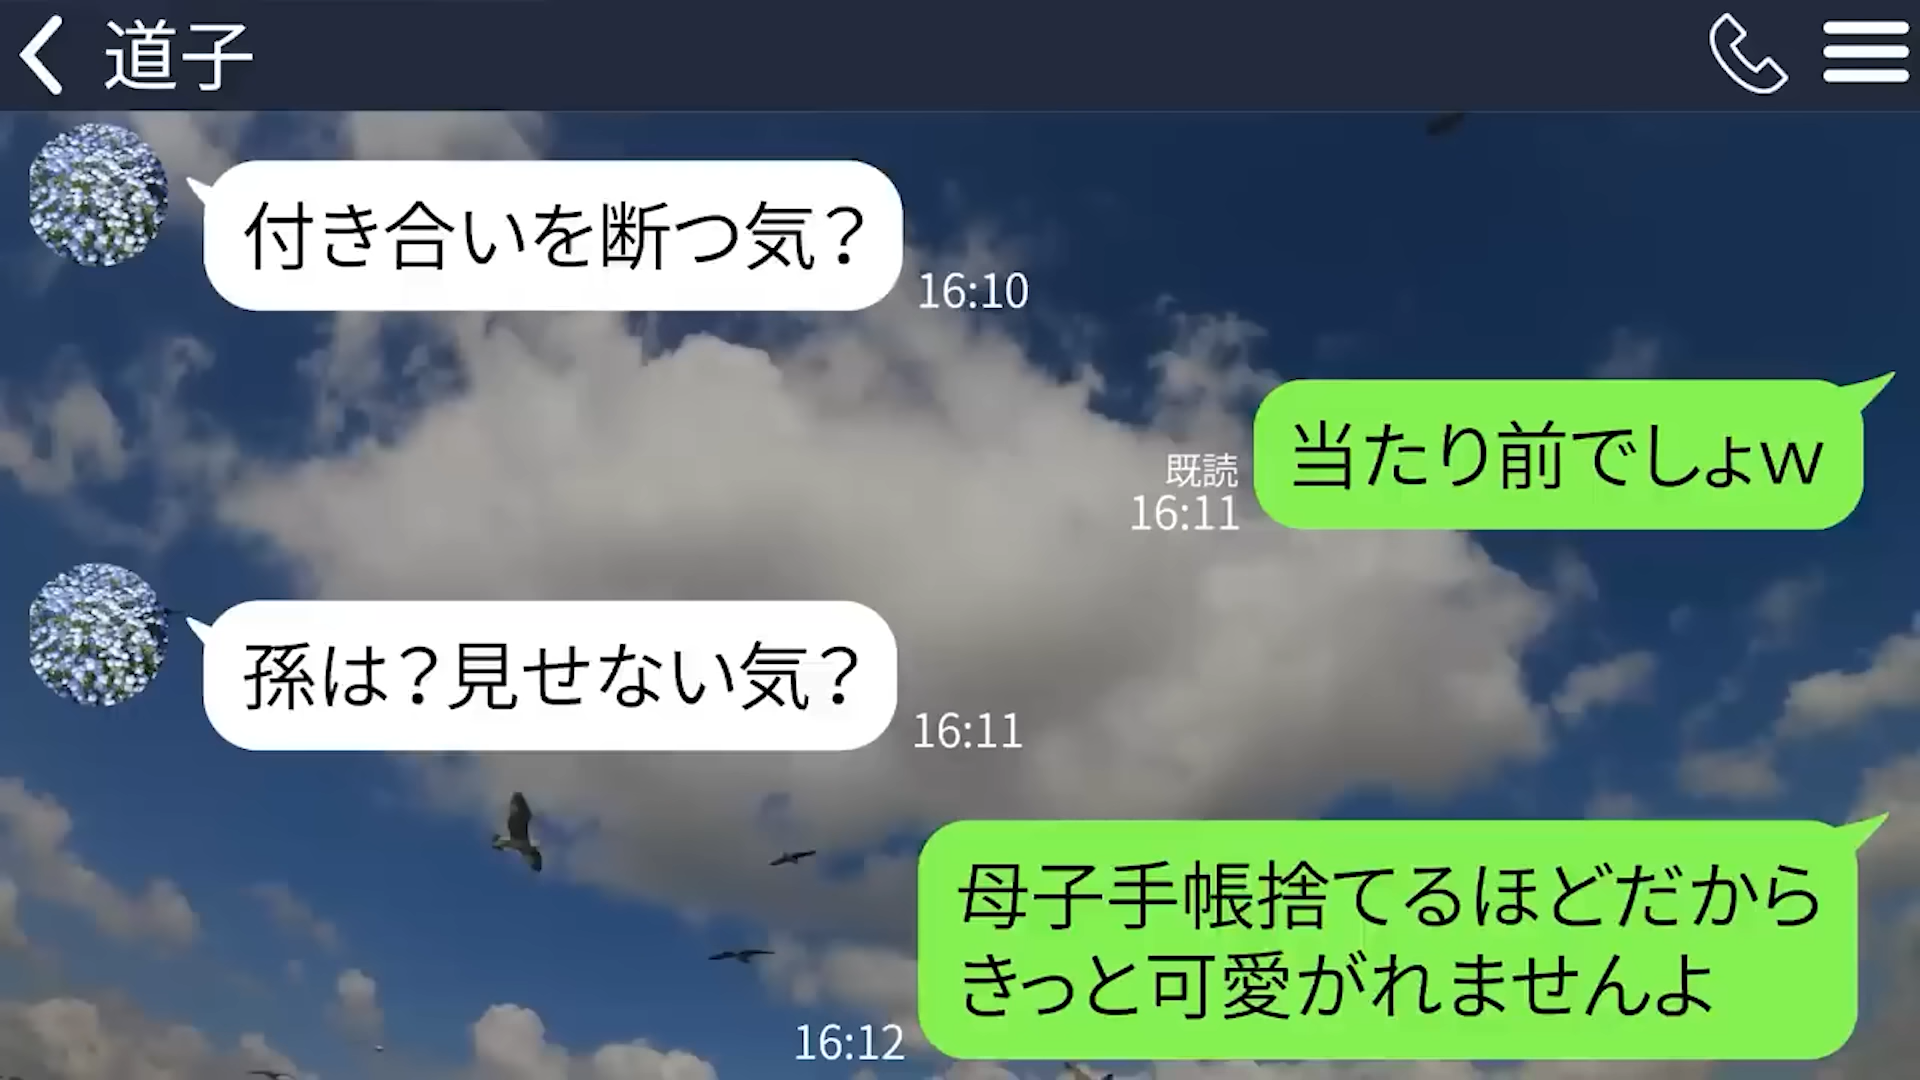 道子
付き合いを断つ気？
16:10
当たり前でしょw
既読
16:11
孫は？見せない気？
16:11
母子手帳捨てるほどだから
きっと可愛がれませんよ
16:12